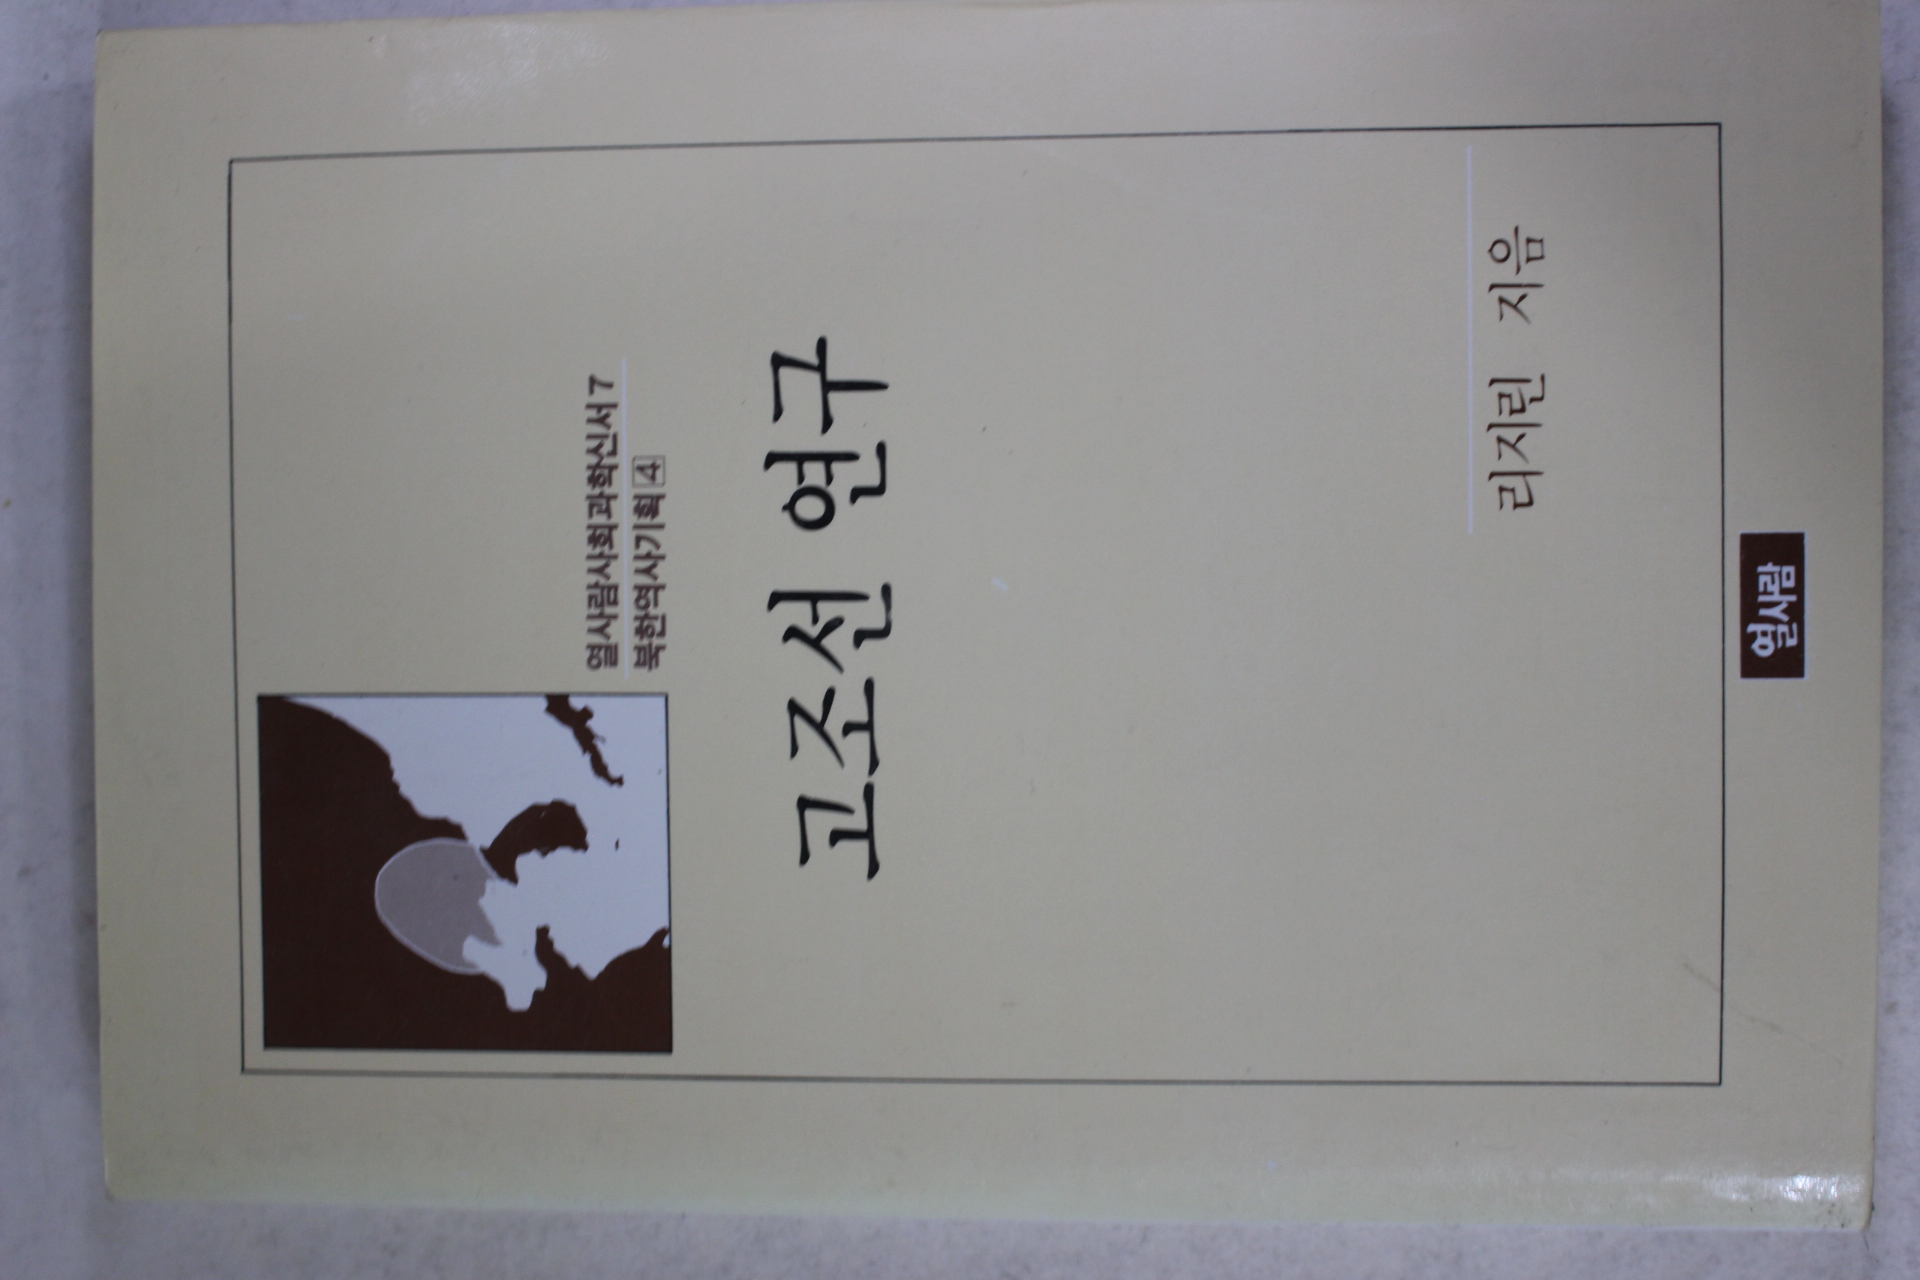 열사람사회과학신서 7
북한역사기획 4
고조선 연구
리지린 지음
열사람